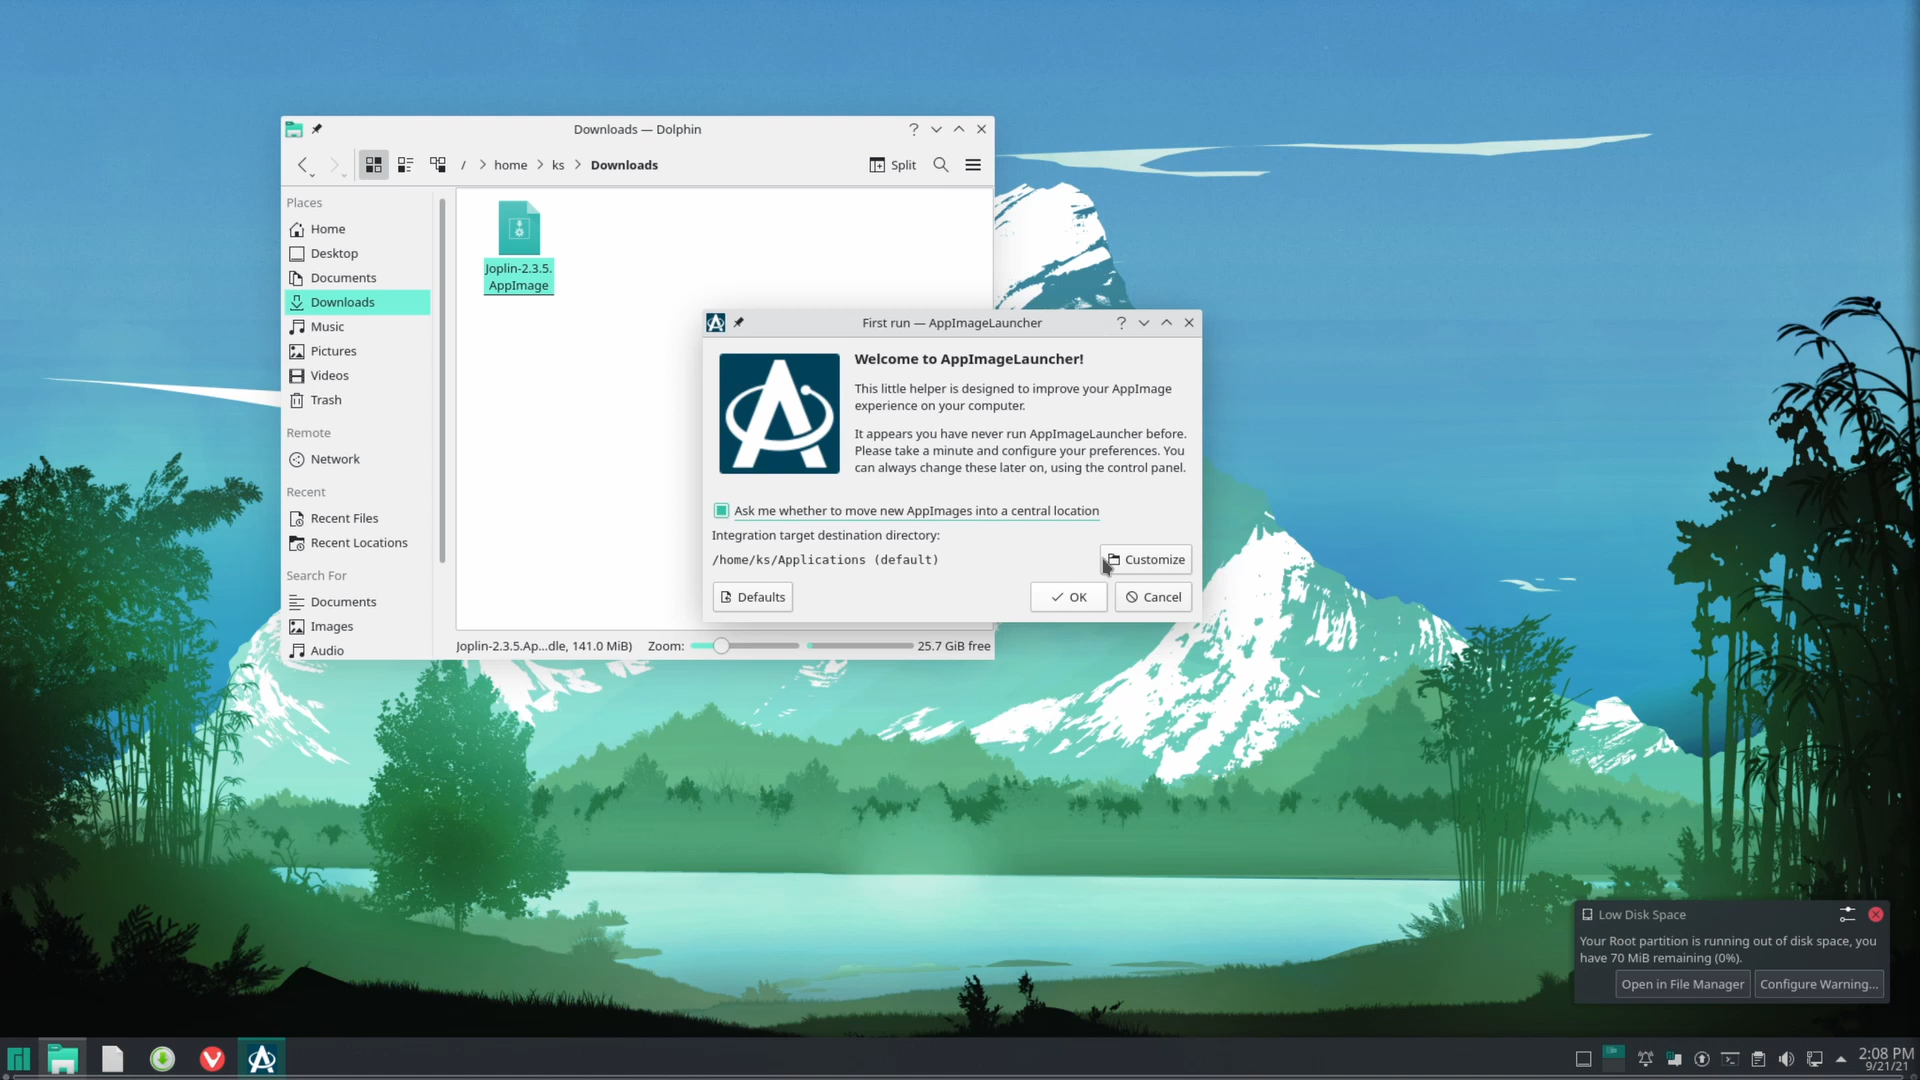 Downloads — Dolphin
/ home ks Downloads
Split
Places
Home
Desktop
Documents
Downloads
Music
Pictures
Videos
Trash
Remote
Network
Recent
Recent Files
Recent Locations
Search For
Documents
Images
Audio
Joplin-2.3.5.
AppImage
Joplin-2.3.5.Ap...dle, 141.0 MiB)
Zoom:
25.7 GiB free
First run — AppImageLauncher
Welcome to AppImageLauncher!
This little helper is designed to improve your AppImage
experience on your computer.
It appears you have never run AppImageLauncher before.
Please take a minute and configure your preferences. You
can always change these later on, using the control panel.
Ask me whether to move new AppImages into a central location
Integration target destination directory:
/home/ks/Applications (default)
Customize
Defaults
OK
Cancel
Low Disk Space
Your Root partition is running out of disk space, you
have 70 MiB remaining (0%).
Open in File Manager
Configure Warning...
2:08 PM
9/21/21